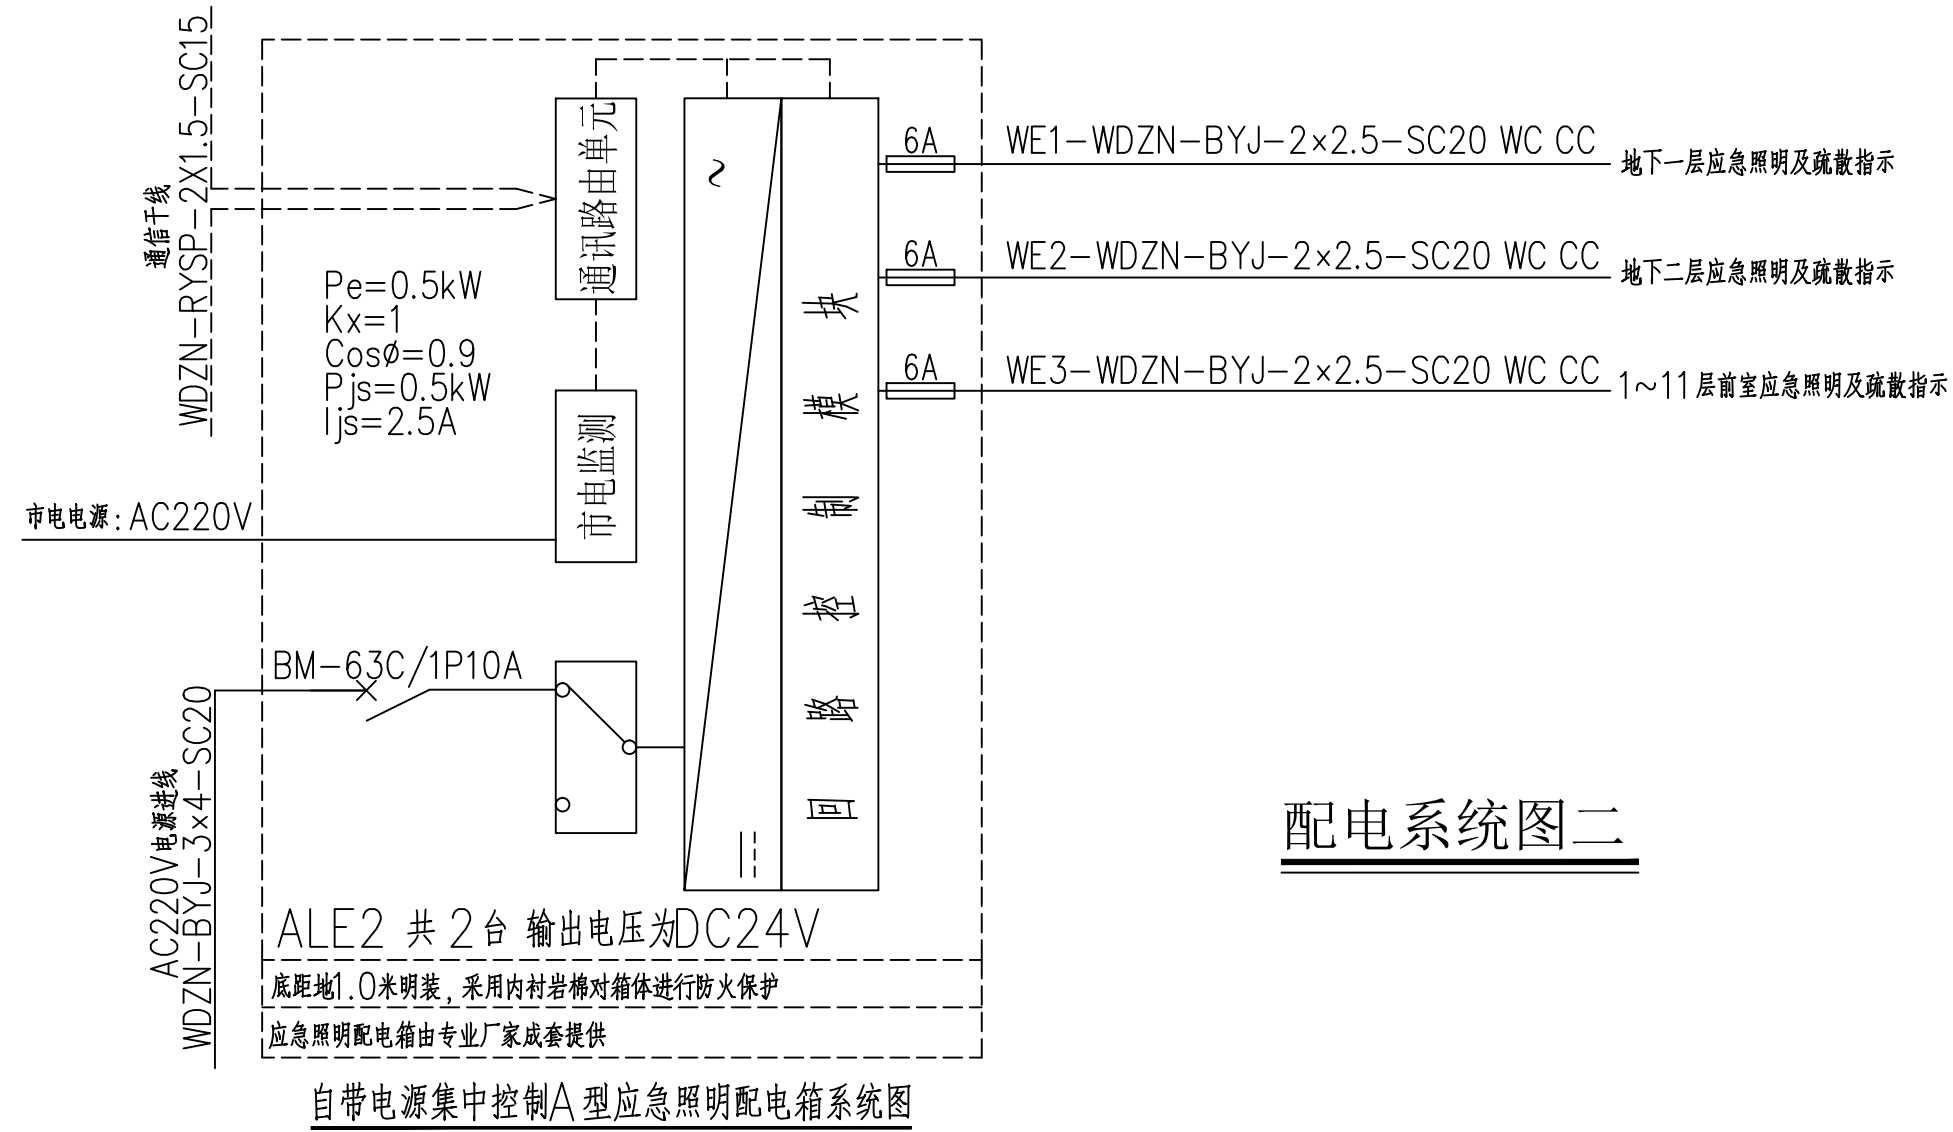 通信干线
WDZN-RYSP-2X1.5-SC15
通讯路由单元
6A
WE1-WDZN-BYJ-2×2.5-SC20 WC CC
地下一层应急照明及疏散指示
~
6A
WE2-WDZN-BYJ-2×2.5-SC20 WC CC
地下二层应急照明及疏散指示
Pe=0.5kW
Kx=1
CosØ=0.9
Pjs=0.5kW
Ijs=2.5A
6A
WE3-WDZN-BYJ-2×2.5-SC20 WC CC
1~11层前室应急照明及疏散指示
市电监测
回路控制模块
市电电源:AC220V
BM-63C/1P10A
AC220V电源进线
WDZN-BYJ-3×4-SC20
配电系统图二
ALE2 共2台 输出电压为DC24V
底距地1.0米明装,采用内衬岩棉对箱体进行防火保护
应急照明配电箱由专业厂家成套提供
自带电源集中控制A型应急照明配电箱系统图